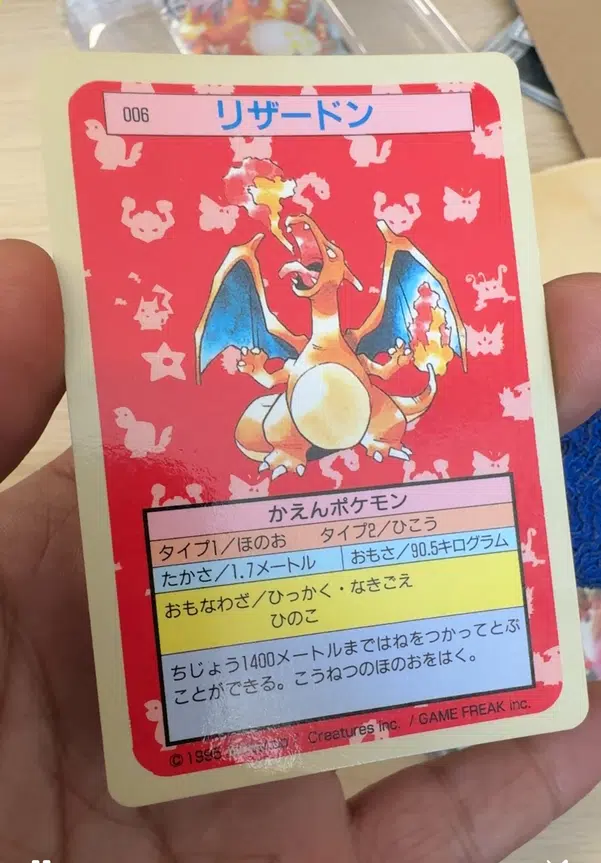 006 リザードン
かえんポケモン
タイプ1/ほのお タイプ2/ひこう
たかさ/1.7メートル おもさ/90.5キログラム
おもなわざ/ひっかく・なきごえ
ひのこ
ちじょう1400メートルまではねをつかってとぶ
ことができる。こうねつのほのおをはく。
©1995 Creatures inc. / GAME FREAK inc.